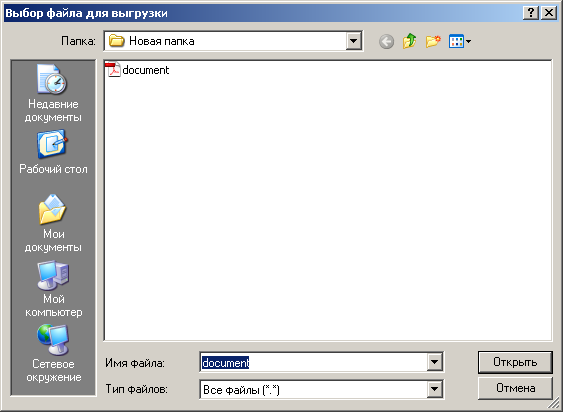 Выбор файла для выгрузки
Папка:
Новая папка
document
Недавние
документы
Рабочий стол
Мои
документы
Мой
компьютер
Сетевое
окружение
Имя файла:
document
Открыть
Тип файлов:
Все файлы (*.*)
Отмена